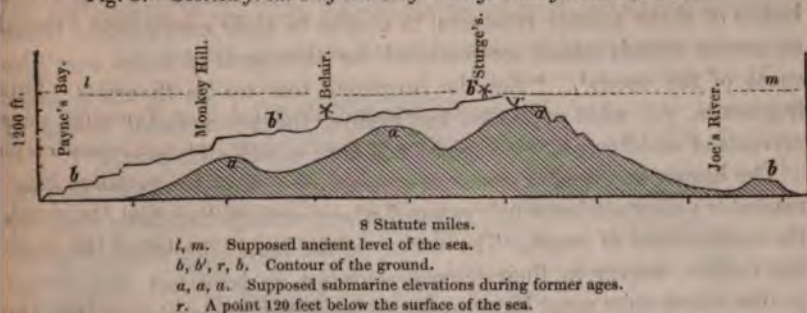 l
m
1200 ft.
Payne's Bay.
Monkey Hill.
Belair.
Sturge's.
Joe's River.
b
b'
b'
r
a
a
a
b
8 Statute miles.
l, m. Supposed ancient level of the sea.
b, b', r, b. Contour of the ground.
a, a, a. Supposed submarine elevations during former ages.
r. A point 120 feet below the surface of the sea.